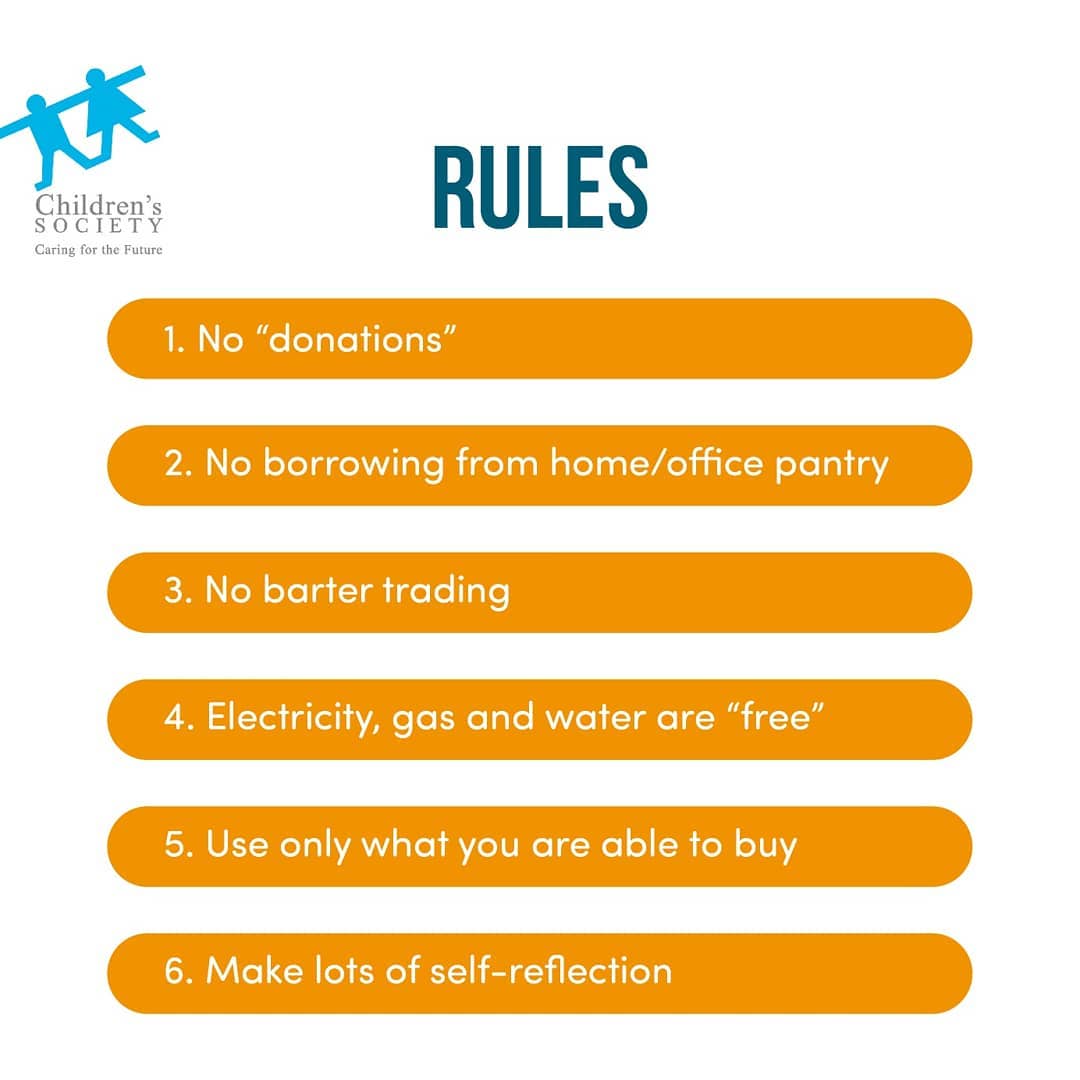 Children's
SOCIETY
Caring for the Future
RULES
1. No “donations”
2. No borrowing from home/office pantry
3. No barter trading
4. Electricity, gas and water are “free”
5. Use only what you are able to buy
6. Make lots of self-reflection